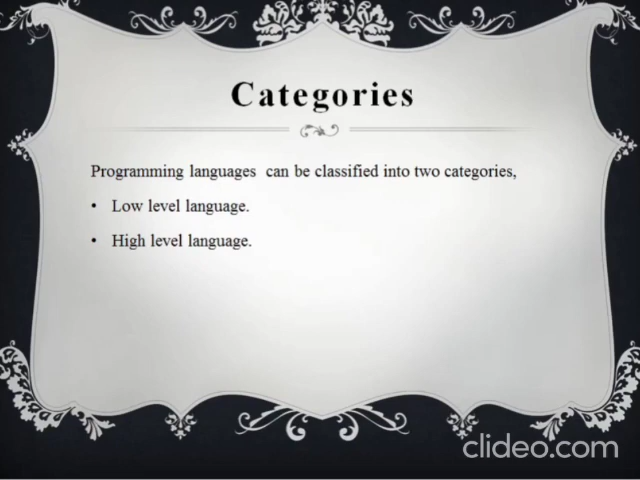 Categories
Programming languages can be classified into two categories,
• Low level language.
• High level language.
clideo.com